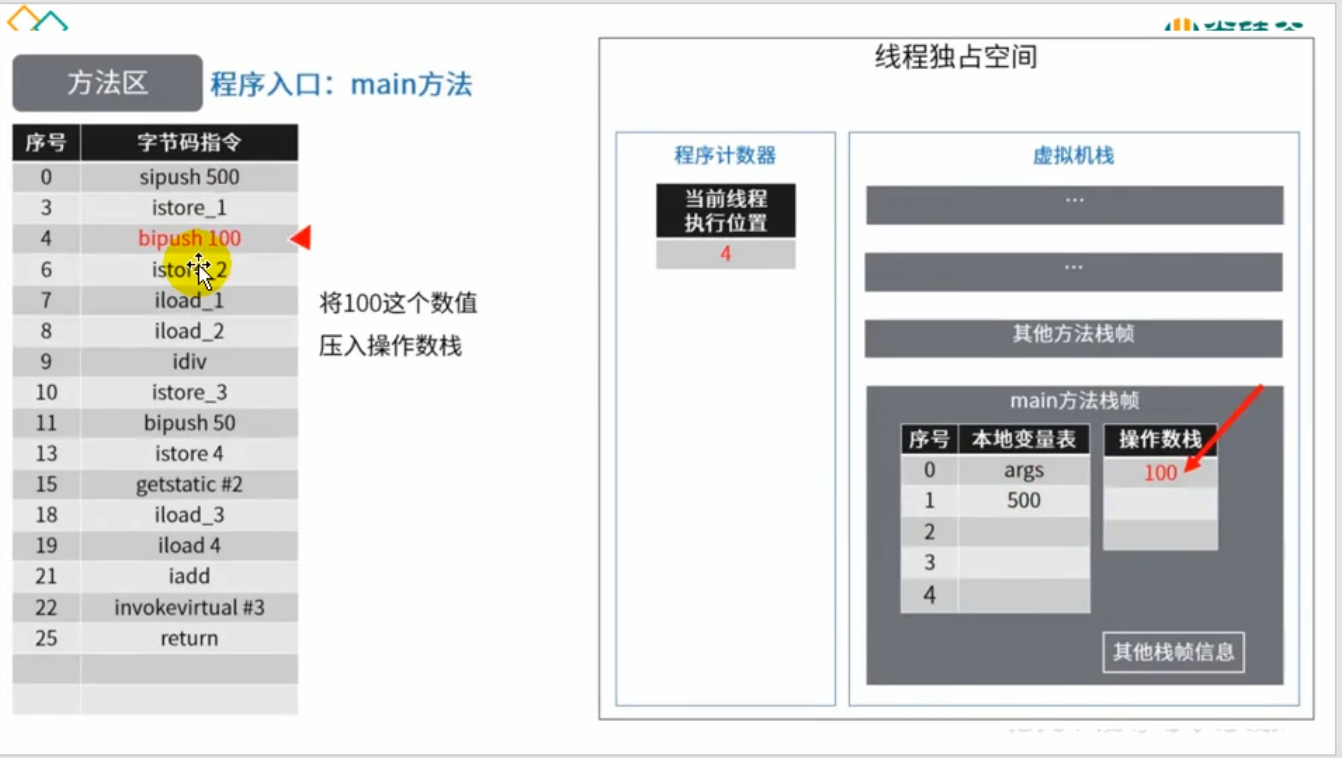 方法区 程序入口：main方法
序号 字节码指令
0 sipush 500
3 istore_1
4 bipush 100
6 istore_2
7 iload_1
8 iload_2
9 idiv
10 istore_3
11 bipush 50
13 istore 4
15 getstatic #2
18 iload_3
19 iload 4
21 iadd
22 invokevirtual #3
25 return
将100这个数值
压入操作数栈
线程独占空间
程序计数器
当前线程
执行位置
4
虚拟机栈
...
...
其他方法栈帧
main方法栈帧
序号 本地变量表
0 args
1 500
2
3
4
操作数栈
100
其他栈帧信息